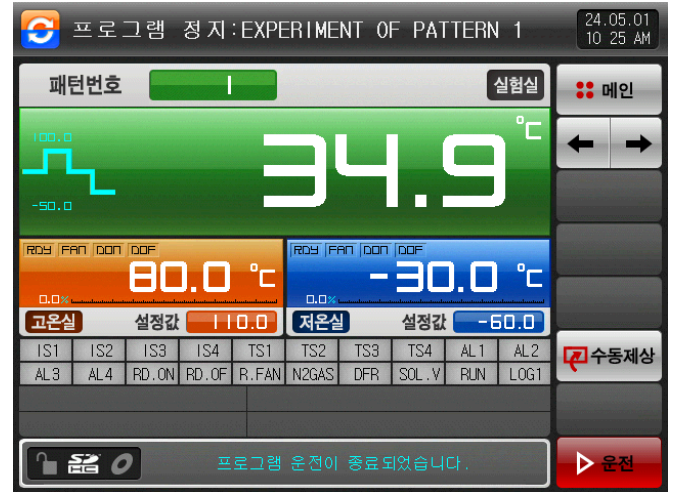 프로그램 정지:EXPERIMENT OF PATTERN 1
24.05.01
10 25 AM
패턴번호 1 실험실
메인
100.0
34.9 ℃
-50.0
RDY FAN DON DOF
80.0 ℃
0.0%
RDY FAN DON DOF
-30.0 ℃
0.0%
고온실 설정값 110.0
저온실 설정값 -60.0
IS1 IS2 IS3 IS4 TS1 TS2 TS3 TS4 AL1 AL2
AL3 AL4 RD.ON RD.OF R.FAN N2GAS DFR SOL.V RUN LOG1
수동제상
SD HC
프로그램 운전이 종료되었습니다.
운전